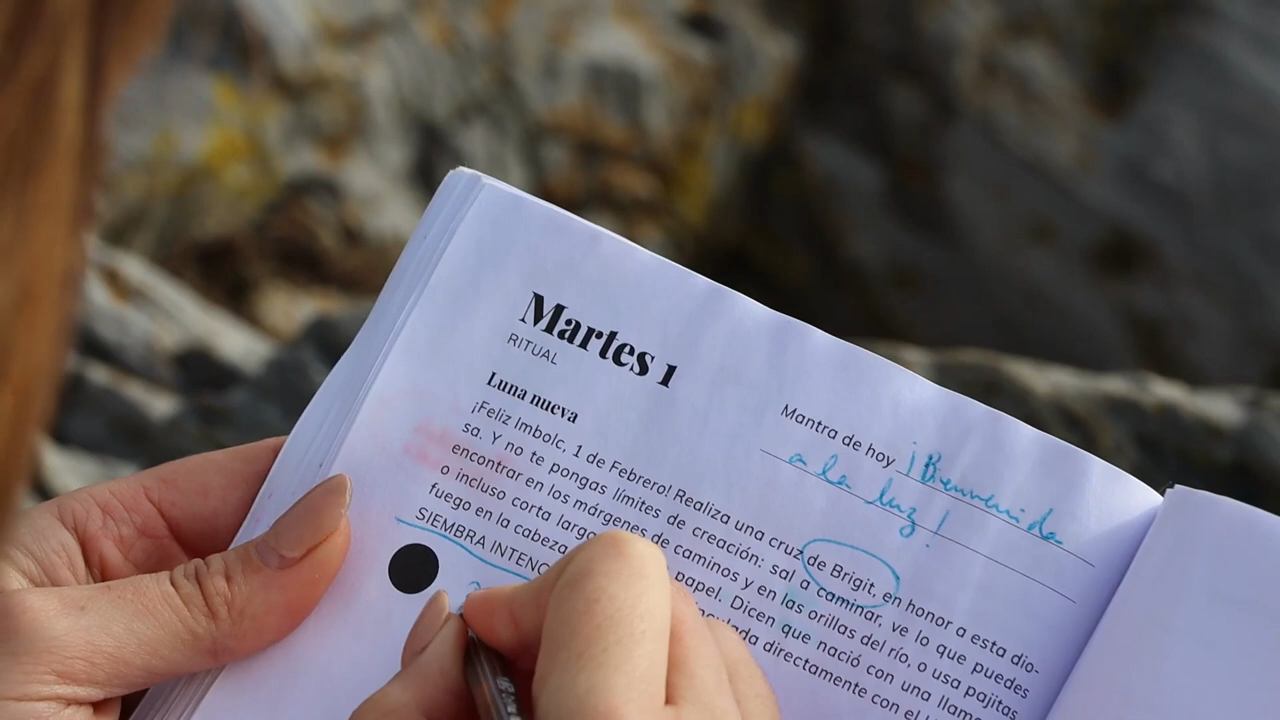 Martes 1
RITUAL
Luna nueva
Mantra de hoy ¡Bienvenida
a la luz!
¡Feliz Imbolc, 1 de Febrero! Realiza una cruz de Brigit, en honor a esta dio-
sa. Y no te pongas límites de creación: sal a caminar, ve lo que puedes
encontrar en los márgenes de caminos y en las orillas del río, o usa pajitas
o incluso corta largo papel. Dicen que nació con una llama
fuego en la cabeza directamente con el
SIEMBRA